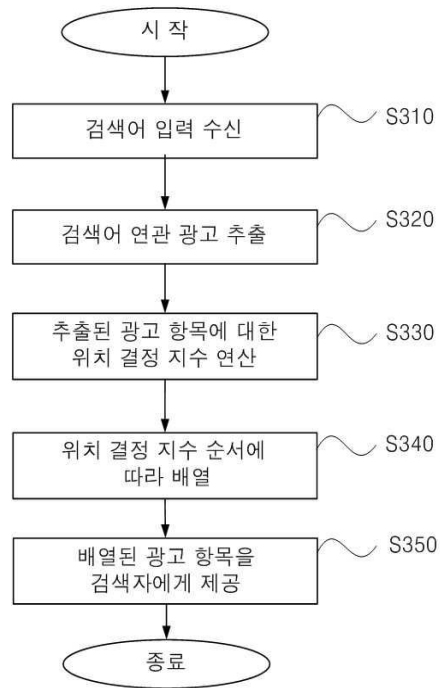 시 작
검색어 입력 수신
S310
검색어 연관 광고 추출
S320
추출된 광고 항목에 대한
위치 결정 지수 연산
S330
위치 결정 지수 순서에
따라 배열
S340
배열된 광고 항목을
검색자에게 제공
S350
종료